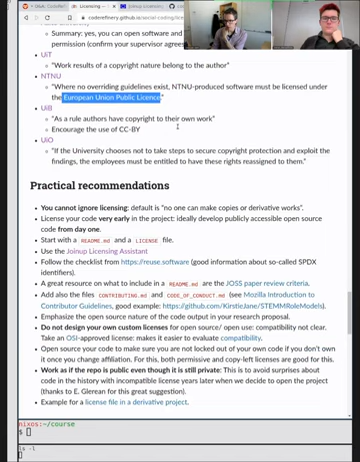 Licensing —
coderefinery.github.io/social-coding/lice
Summary: yes, you can open software and
permission (confirm your supervisor agrees
• UiT
"Work results of a copyright nature belong to the author"
• NTNU
"Where no overriding guidelines exist, NTNU-produced software must be licensed under
the European Union Public Licence"
• UiB
"As a rule authors have copyright to their own work"
Encourage the use of CC-BY
• UiO
"If the University chooses not to take steps to secure copyright protection and exploit the
findings, the employees must be entitled to have these rights reassigned to them."
Practical recommendations
• You cannot ignore licensing: default is "no one can make copies or derivative works".
• License your code very early in the project: ideally develop publicly accessible open source
code from day one.
• Start with a README.md and a LICENSE file.
• Use the Joinup Licensing Assistant
• Follow the checklist from https://reuse.software (good information about so-called SPDX
identifiers).
• A great resource on what to include in a README.md are the JOSS paper review criteria.
• Add also the files CONTRIBUTING.md and CODE_OF_CONDUCT.md (see Mozilla Introduction to
Contributor Guidelines, good example: https://github.com/KirstieJane/STEMMRoleModels).
• Emphasize the open source nature of the code output in your research proposal.
• Do not design your own custom licenses for open source/ open use: compatibility not clear.
Take an OSI-approved license: makes it easier to evaluate compatibility.
• Open source your code to make sure you are not locked out of your own code if you don't own
it once you change affiliation. For this, both permissive and copy-left licenses are good for this.
• Work as if the repo is public even though it is still private: This is to avoid surprises about
code in the history with incompatible license years later when we decide to open the project
(thanks to E. Glerean for this great suggestion).
• Example for a license file in a derivative project.
nixos:~/course
$
ls -l